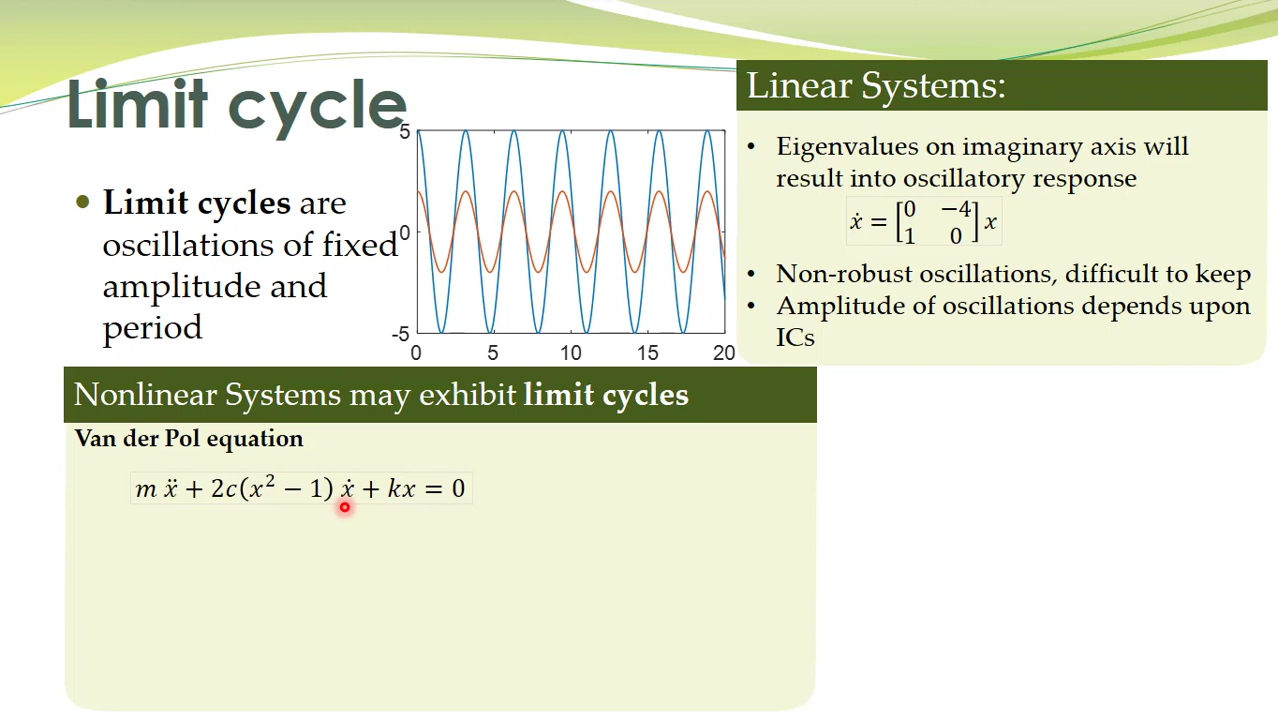 Limit cycle
• Limit cycles are
oscillations of fixed
amplitude and
period
5
0
-5
0 5 10 15 20
Linear Systems:
• Eigenvalues on imaginary axis will
result into oscillatory response
ẋ = [0 −4; 1 0] x
• Non-robust oscillations, difficult to keep
• Amplitude of oscillations depends upon
ICs
Nonlinear Systems may exhibit limit cycles
Van der Pol equation
m ẍ + 2c(x² − 1) ẋ + kx = 0